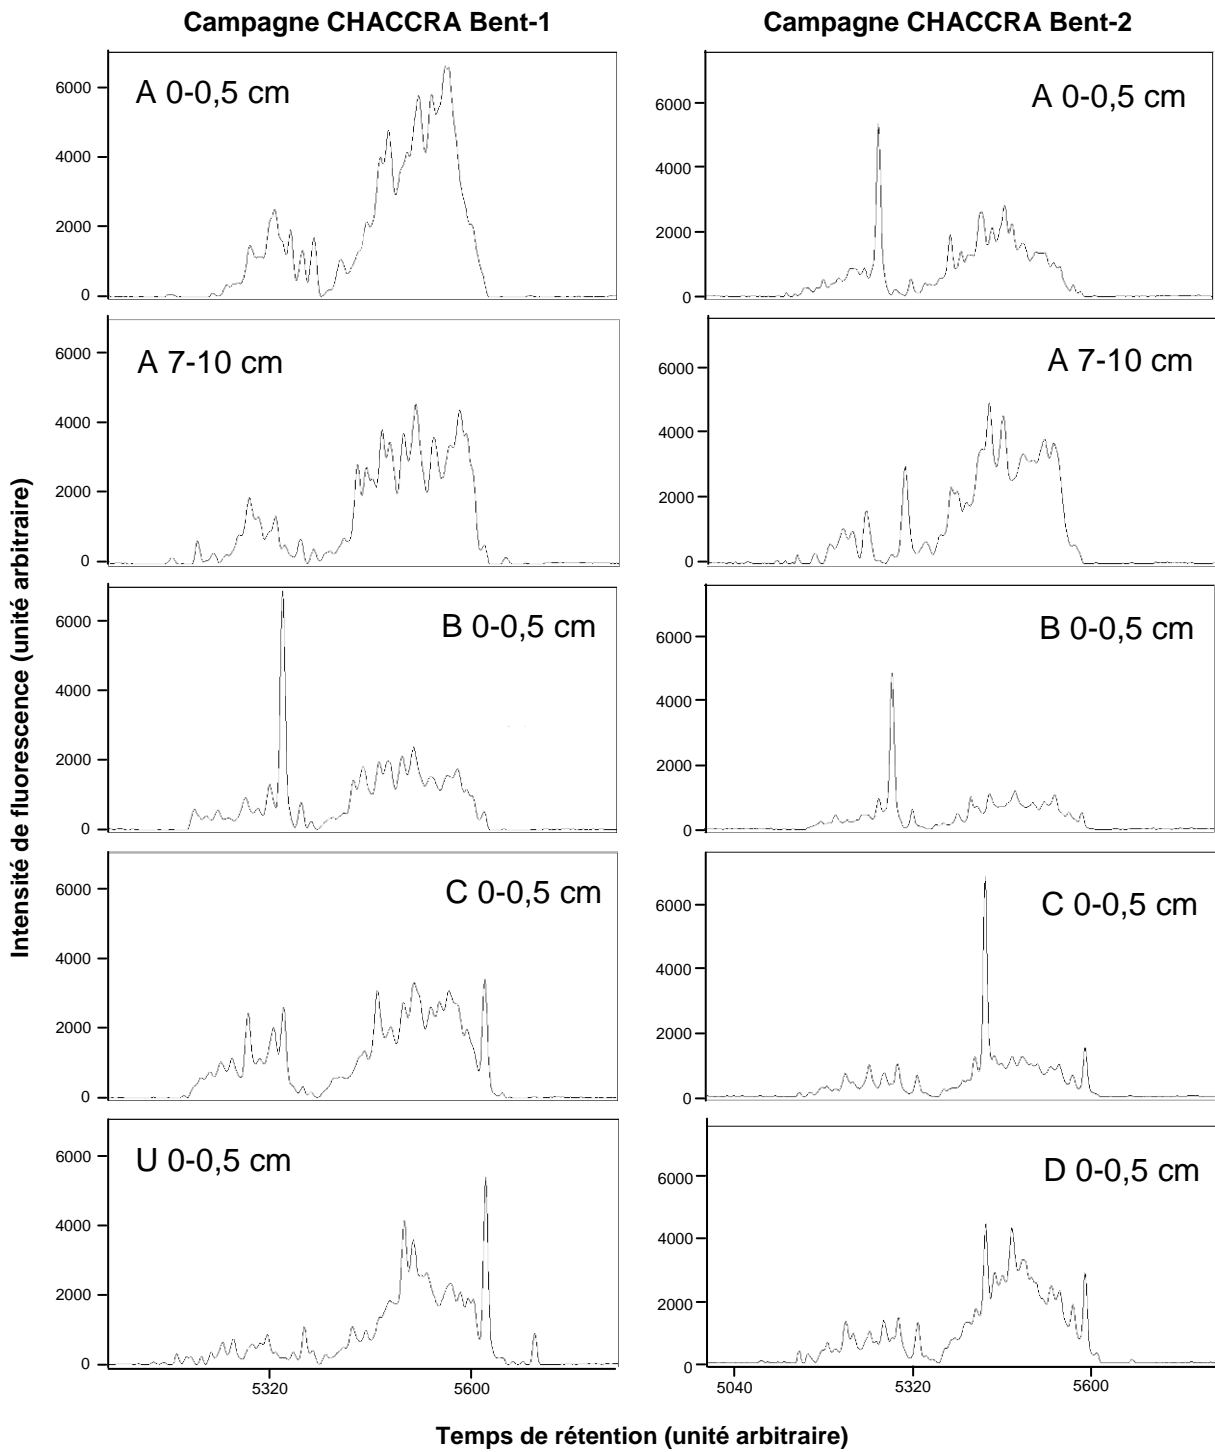 Campagne CHACCRA Bent-1
Campagne CHACCRA Bent-2
Intensité de fluorescence (unité arbitraire)
A 0-0,5 cm
6000
4000
2000
0
A 0-0,5 cm
6000
4000
2000
0
A 7-10 cm
6000
4000
2000
0
A 7-10 cm
6000
4000
2000
0
B 0-0,5 cm
6000
4000
2000
0
B 0-0,5 cm
6000
4000
2000
0
C 0-0,5 cm
6000
4000
2000
0
C 0-0,5 cm
6000
4000
2000
0
U 0-0,5 cm
6000
4000
2000
0
5320 5600
D 0-0,5 cm
6000
4000
2000
0
5040 5320 5600
Temps de rétention (unité arbitraire)